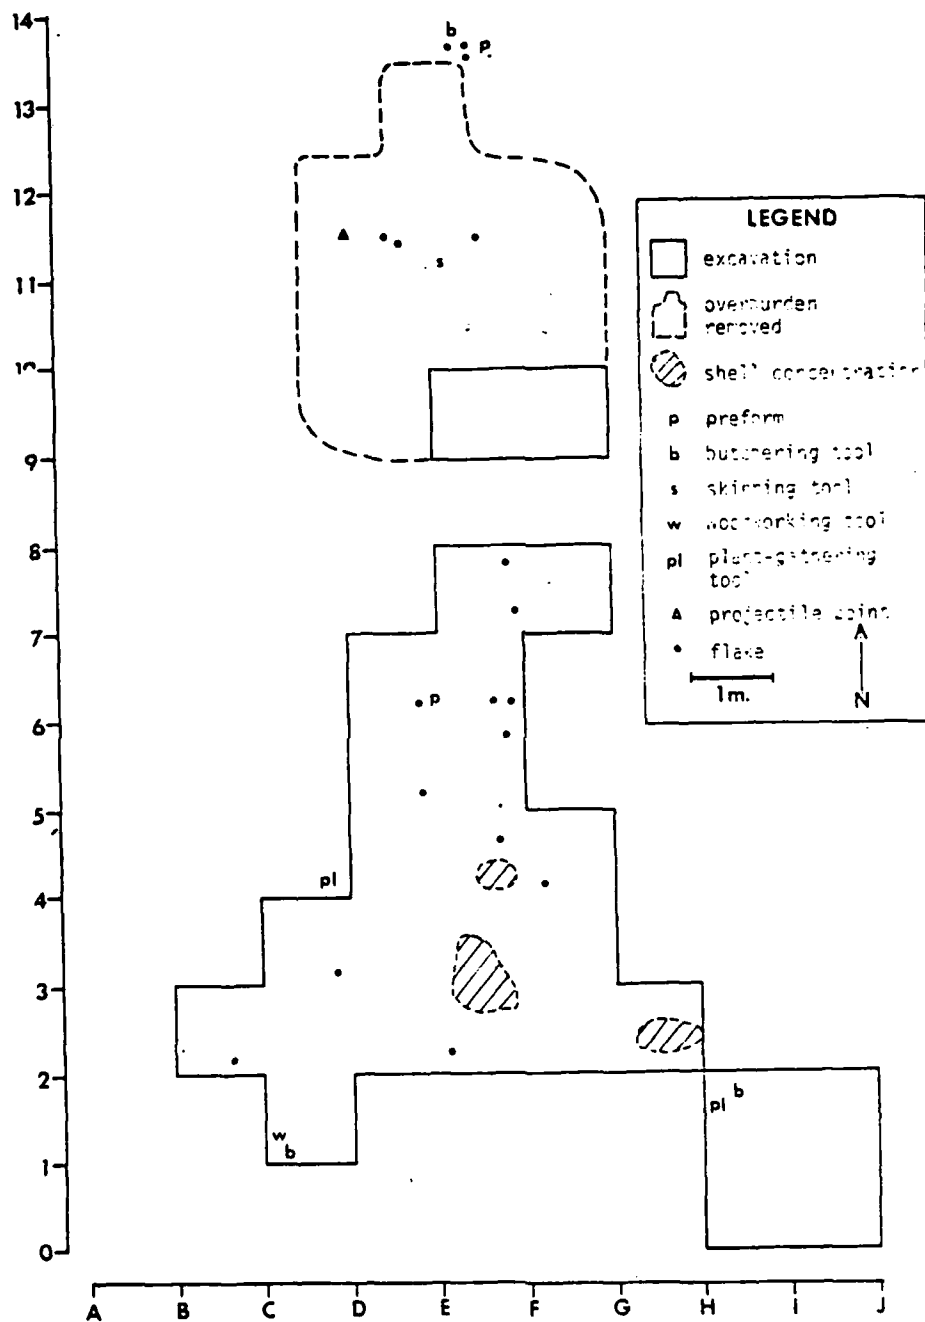 14
b
p
13
12
s
11
10
9
8
7
p
6
5
pl
4
3
2
pl b
w
b
1
0
A B C D E F G H I J
LEGEND
excavation
overburden
removed
shell concentration
p preform
b butchering tool
s skinning tool
w woodworking tool
pl plant-gathering
tool
projectile point
flake
1m.
N